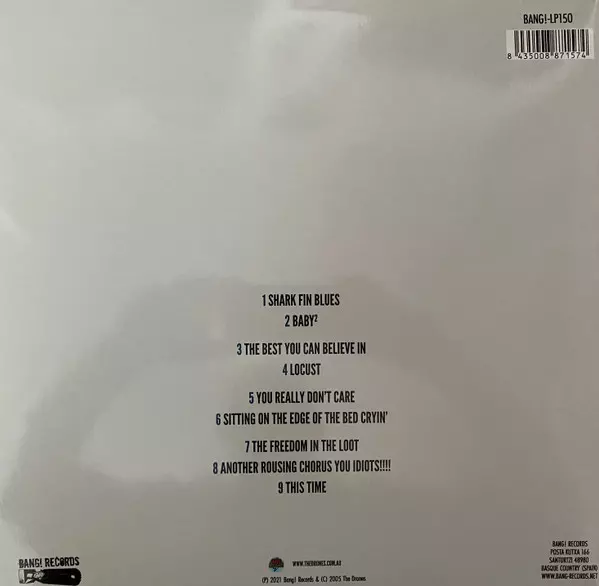 BANG!-LP150
8 435008 871574
1 SHARK FIN BLUES
2 BABY²
3 THE BEST YOU CAN BELIEVE IN
4 LOCUST
5 YOU REALLY DON'T CARE
6 SITTING ON THE EDGE OF THE BED CRYIN'
7 THE FREEDOM IN THE LOOT
8 ANOTHER ROUSING CHORUS YOU IDIOTS!!!!
9 THIS TIME
BANG! RECORDS
WWW.THEDRONES.COM.AU
(P) 2021 Bang! Records & (C) 2005 The Drones
BANG! RECORDS
POSTA KUTXA 166
SANTURTZI 48980
BASQUE COUNTRY (SPAIN)
WWW.BANG-RECORDS.NET